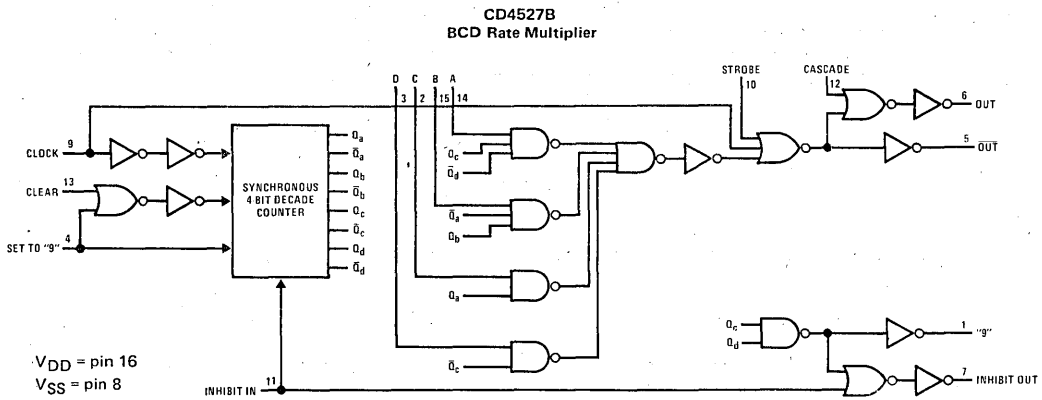 CD4527B
BCD Rate Multiplier
D C B A
3 2 15 14
STROBE
10
CASCADE
12
6 OUT
5 O̅U̅T̅
CLOCK 9
CLEAR 13
SET TO "9" 4
SYNCHRONOUS
4-BIT DECADE
COUNTER
Qa
Q̅a
Qb
Q̅b
Qc
Q̅c
Qd
Q̅d
Qc
Q̅d
Q̅a
Qb
Qa
Q̅c
Qd
1 "9"
7 INHIBIT OUT
INHIBIT IN 11
VDD = pin 16
VSS = pin 8